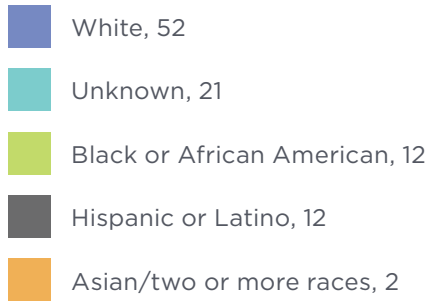 White, 52
Unknown, 21
Black or African American, 12
Hispanic or Latino, 12
Asian/two or more races, 2